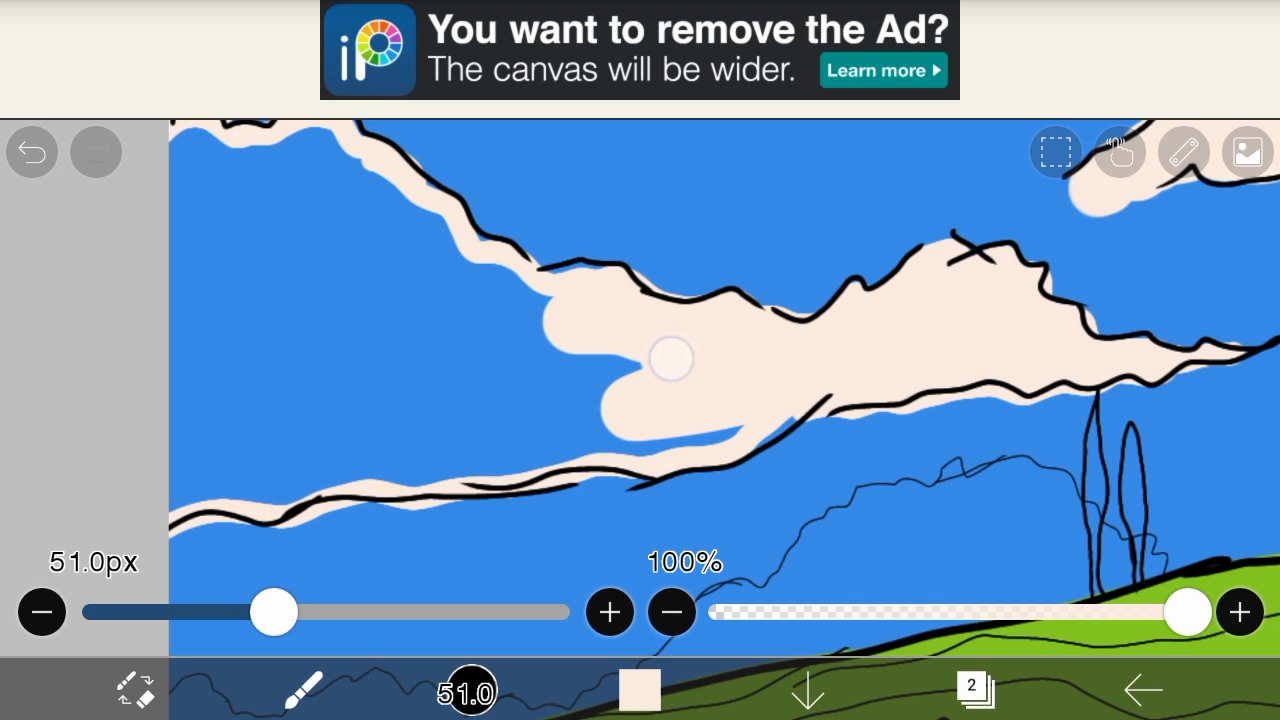 iP
You want to remove the Ad?
The canvas will be wider.
Learn more
51.0px
100%
51.0
2